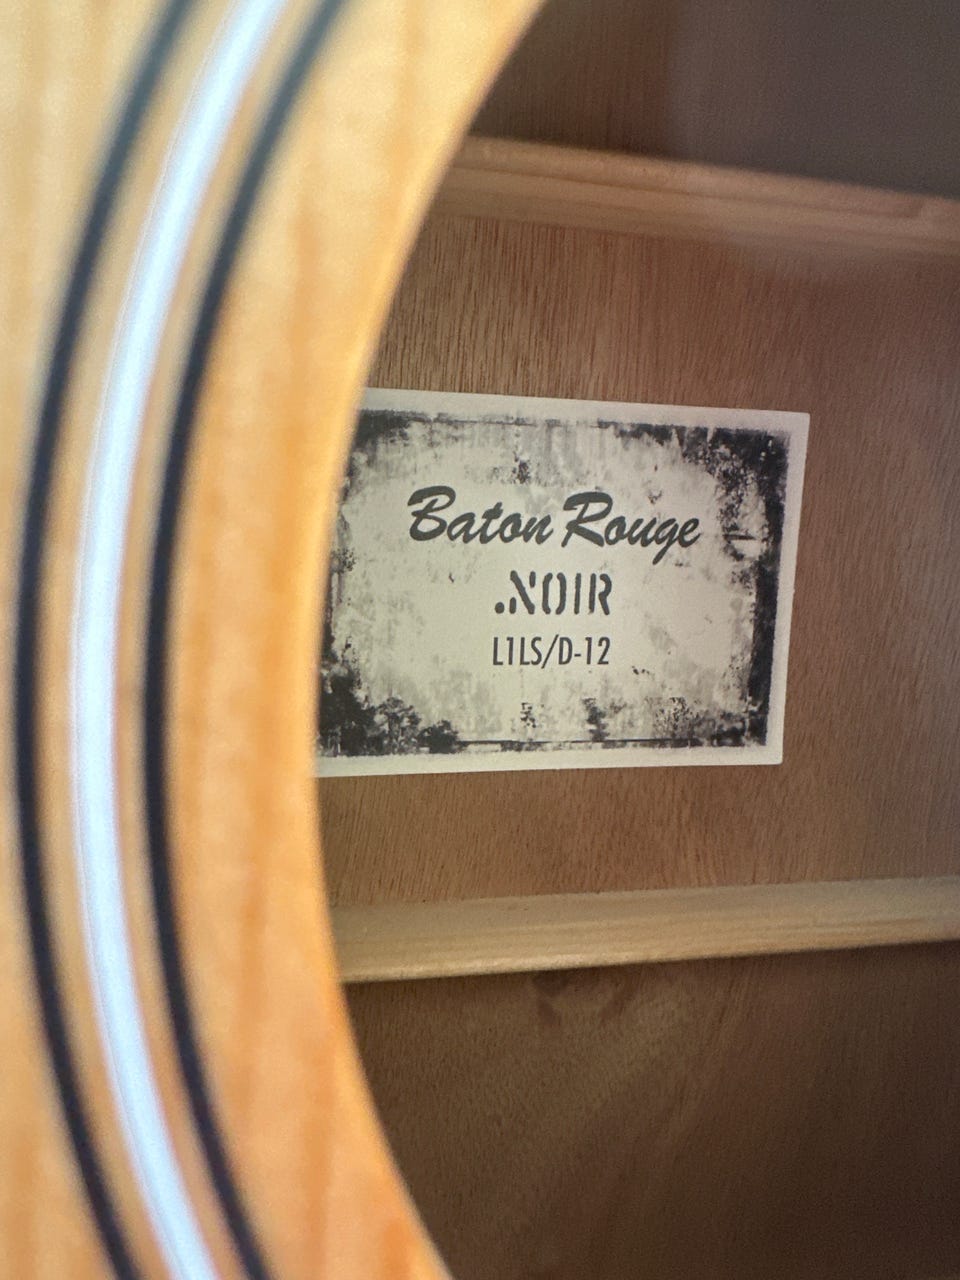 Baton Rouge
.NOIR
L1LS/D-12